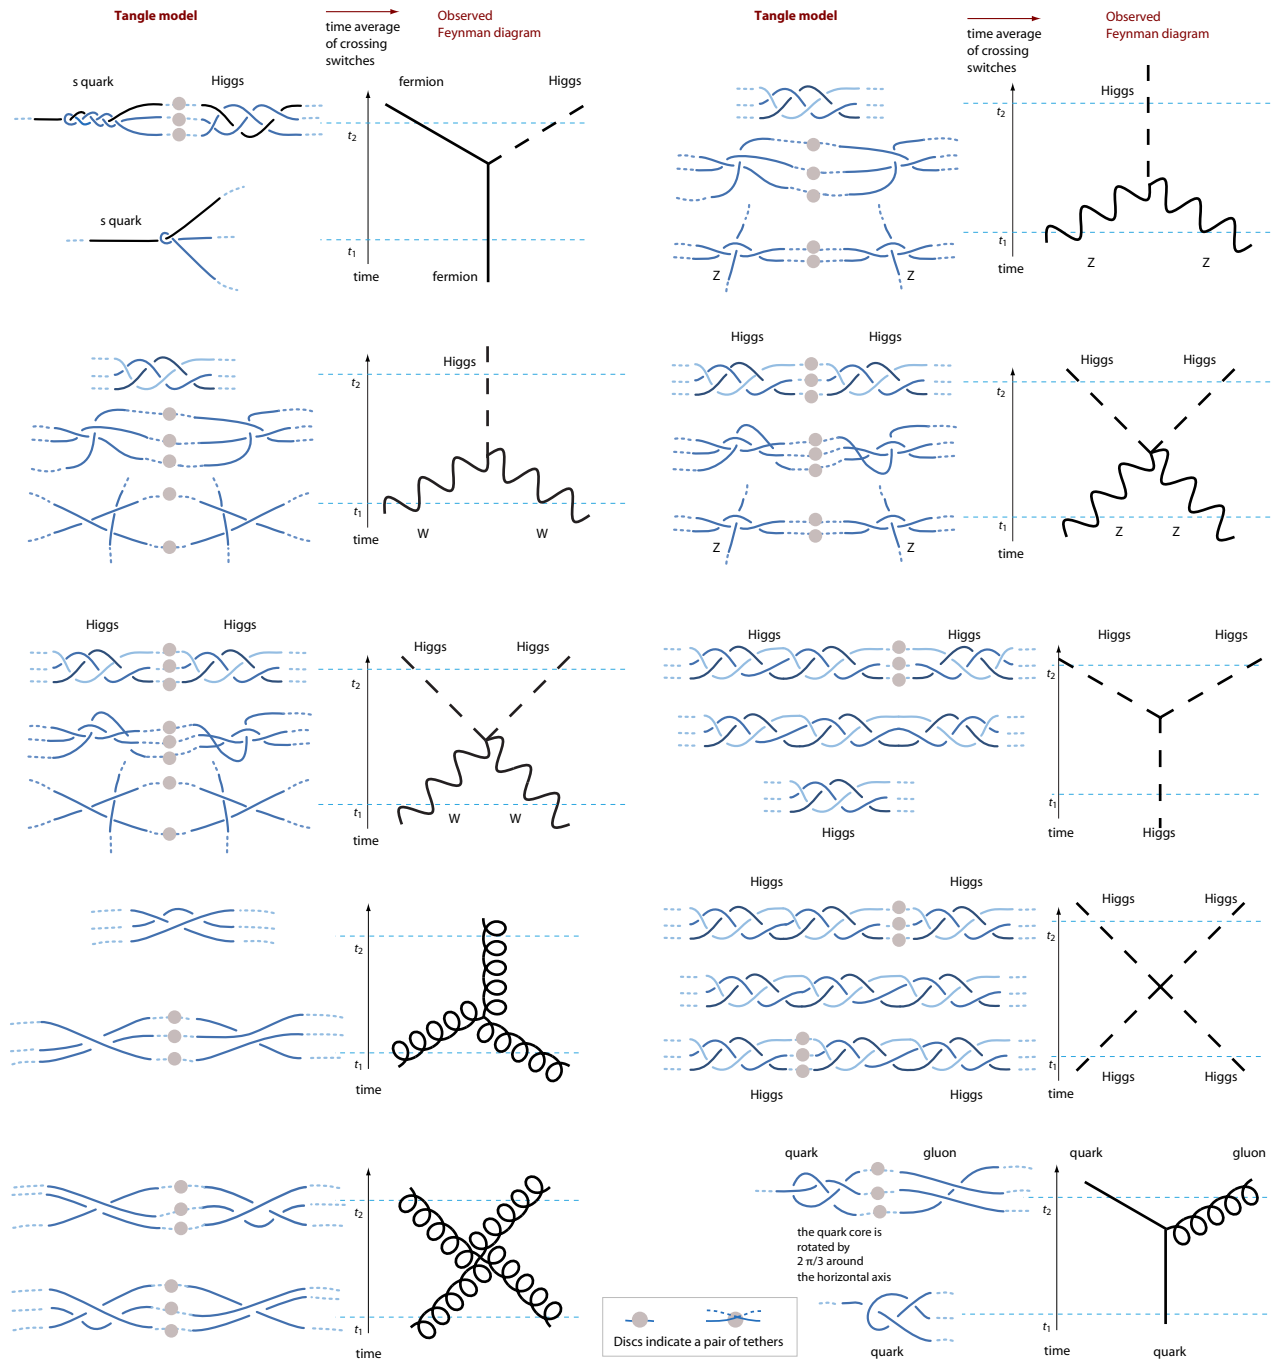 Tangle model
time average
of crossing
switches
Observed
Feynman diagram
s quark
Higgs
s quark
fermion
Higgs
t2
t1
time
fermion
Tangle model
time average
of crossing
switches
Observed
Feynman diagram
Z
Z
Higgs
t2
t1
time
Z
Z
Higgs
t2
t1
time
W
W
Higgs
Higgs
Z
Z
Higgs
Higgs
t2
t1
time
Z
Z
Higgs
Higgs
Higgs
Higgs
t2
t1
time
W
W
Higgs
Higgs
Higgs
Higgs
Higgs
t2
t1
time
Higgs
t2
t1
time
Higgs
Higgs
Higgs
Higgs
Higgs
Higgs
t2
t1
time
Higgs
Higgs
t2
t1
time
quark
gluon
the quark core is
rotated by
2 π/3 around
the horizontal axis
quark
quark
gluon
t2
t1
time
quark
Discs indicate a pair of tethers